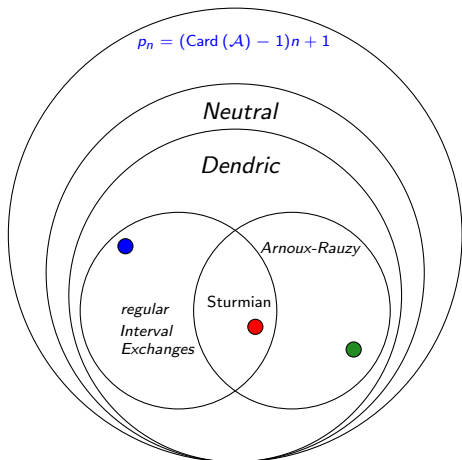 pₙ = (Card (𝒜) − 1)n + 1
Neutral
Dendric
Arnoux-Rauzy
Sturmian
regular
Interval
Exchanges